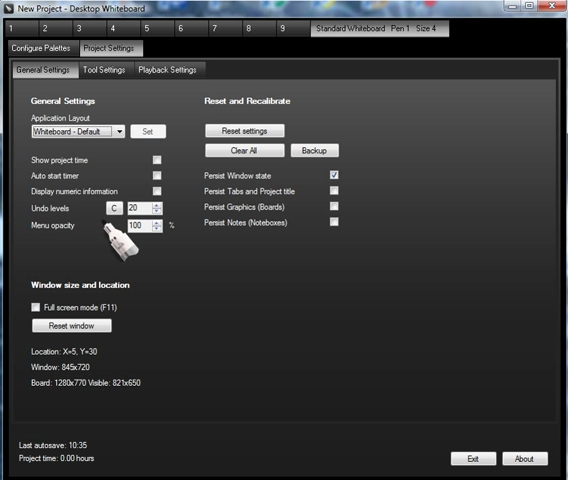 New Project - Desktop Whiteboard
1 2 3 4 5 6 7 8 9 Standard Whiteboard Pen 1 Size 4
Configure Palettes Project Settings
General Settings Tool Settings Playback Settings
General Settings
Application Layout
Whiteboard - Default Set
Show project time
Auto start timer
Display numeric information
Undo levels C 20
Menu opacity 100 %
Reset and Recalibrate
Reset settings
Clear All Backup
Persist Window state
Persist Tabs and Project title
Persist Graphics (Boards)
Persist Notes (Noteboxes)
Window size and location
Full screen mode (F11)
Reset window
Location: X=5, Y=30
Window: 845x720
Board: 1280x770 Visible: 821x650
Last autosave: 10:35
Project time: 0.00 hours
Exit About